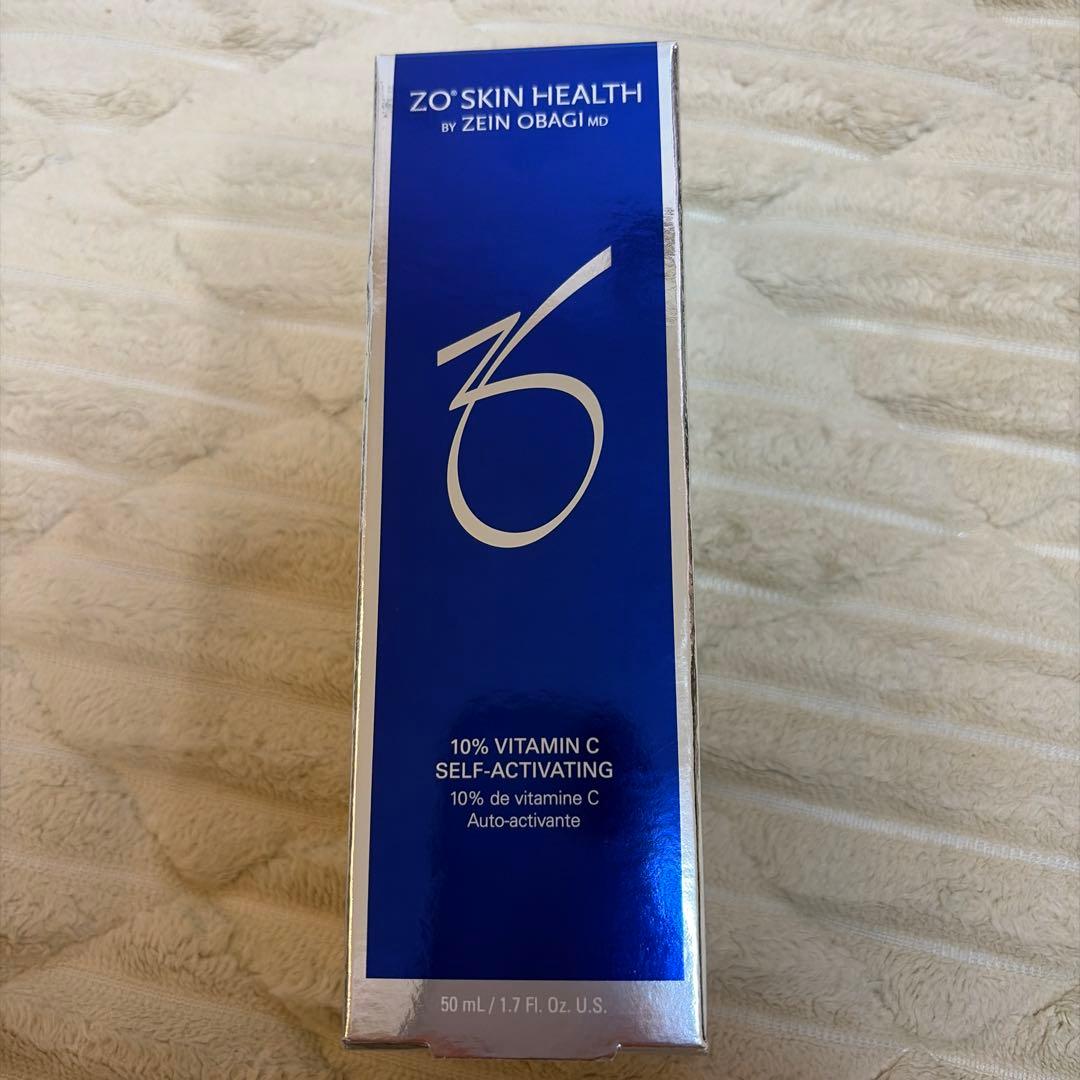 ZO® SKIN HEALTH
BY ZEIN OBAGI MD
ZO
10% VITAMIN C
SELF-ACTIVATING
10% de vitamine C
Auto-activante
50 mL / 1.7 Fl. Oz. U.S.